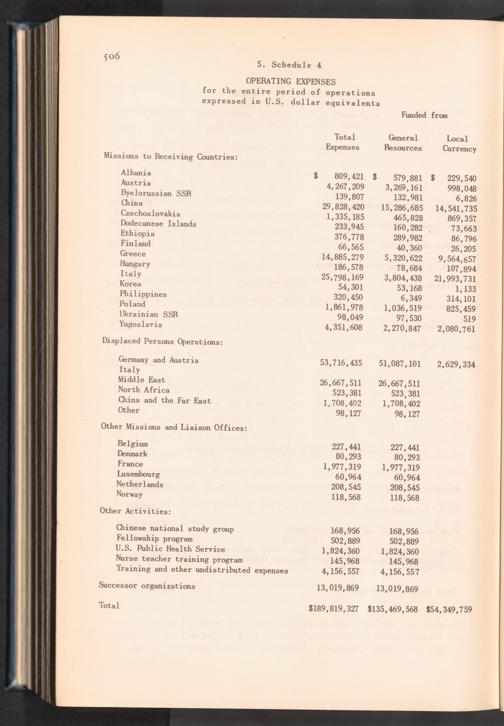 506
5. Schedule 4
OPERATING EXPENSES
for the entire period of operations
expressed in U.S. dollar equivalents
Funded from
Total General Local
Expenses Resources Currency
Missions to Receiving Countries:
Albania $ 809,421 $ 579,881 $ 229,540
Austria 4,267,209 3,269,161 998,048
Byelorussian SSR 139,807 132,981 6,826
China 29,828,420 15,286,685 14,541,735
Czechoslovakia 1,335,185 465,828 869,357
Dodecanese Islands 233,945 160,282 73,663
Ethiopia 376,778 289,982 86,796
Finland 66,565 40,360 26,205
Greece 14,885,279 5,320,622 9,564,657
Hungary 186,578 78,684 107,894
Italy 25,798,169 3,804,438 21,993,731
Korea 54,301 53,168 1,133
Philippines 320,450 6,349 314,101
Poland 1,861,978 1,036,519 825,459
Ukrainian SSR 98,049 97,530 519
Yugoslavia 4,351,608 2,270,847 2,080,761
Displaced Persons Operations:
Germany and Austria 53,716,435 51,087,101 2,629,334
Italy
Middle East 26,667,511 26,667,511
North Africa 523,381 523,381
China and the Far East 1,708,402 1,708,402
Other 98,127 98,127
Other Missions and Liaison Offices:
Belgium 227,441 227,441
Denmark 80,293 80,293
France 1,977,319 1,977,319
Luxembourg 60,964 60,964
Netherlands 208,545 208,545
Norway 118,568 118,568
Other Activities:
Chinese national study group 168,956 168,956
Fellowship program 502,889 502,889
U.S. Public Health Service 1,824,360 1,824,360
Nurse teacher training program 145,968 145,968
Training and other undistributed expenses 4,156,557 4,156,557
Successor organizations 13,019,869 13,019,869
Total $189,819,327 $135,469,568 $54,349,759